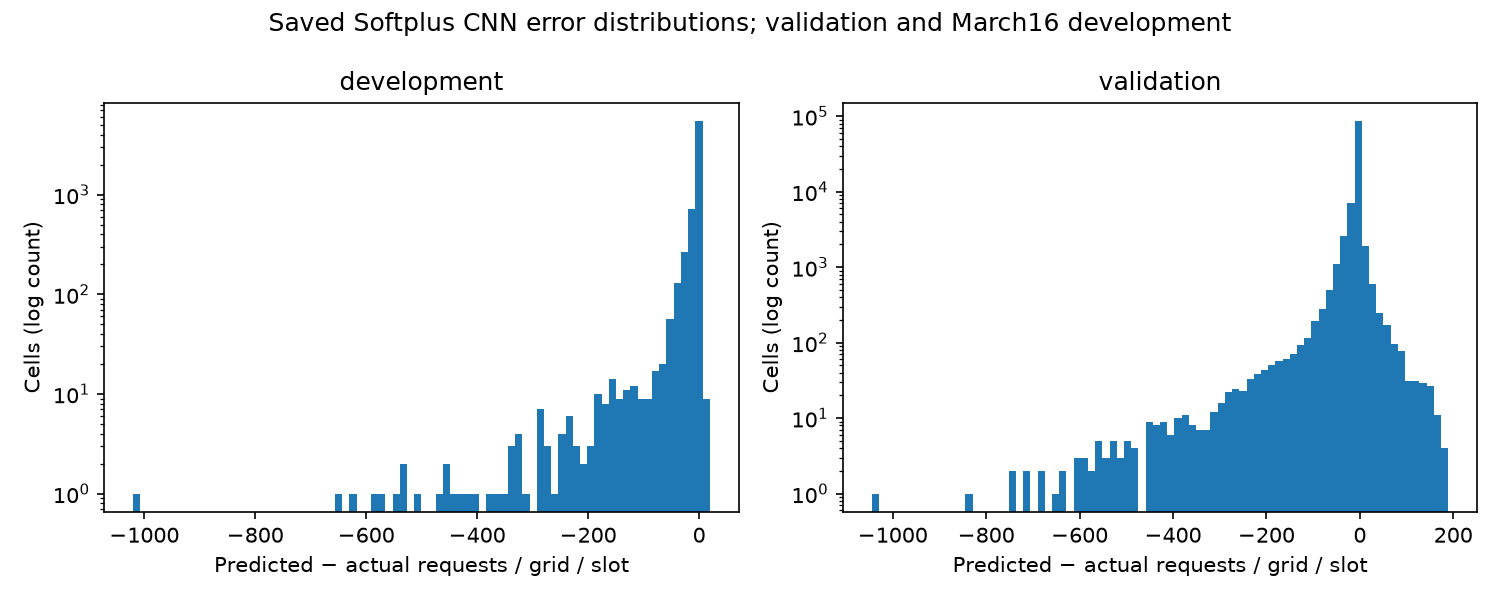 Saved Softplus CNN error distributions; validation and March16 development
development
Cells (log count)
10³
10²
10¹
10⁰
−1000 −800 −600 −400 −200 0
Predicted − actual requests / grid / slot
validation
Cells (log count)
10⁵
10⁴
10³
10²
10¹
10⁰
−1000 −800 −600 −400 −200 0 200
Predicted − actual requests / grid / slot